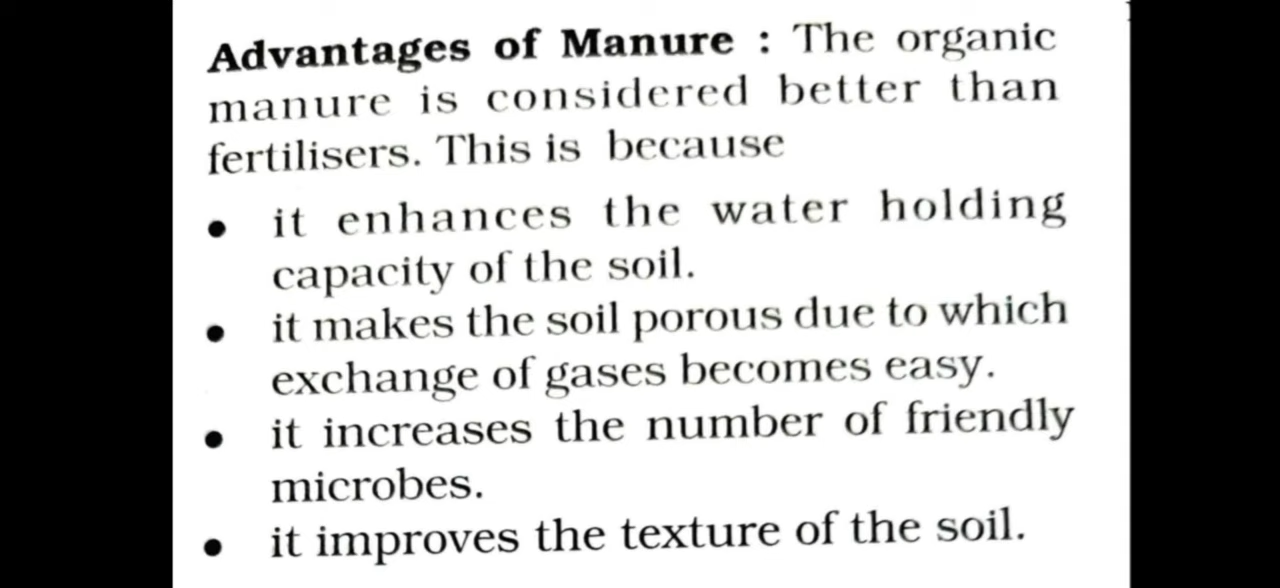 Advantages of Manure : The organic
manure is considered better than
fertilisers. This is because
• it enhances the water holding
capacity of the soil.
• it makes the soil porous due to which
exchange of gases becomes easy.
• it increases the number of friendly
microbes.
• it improves the texture of the soil.